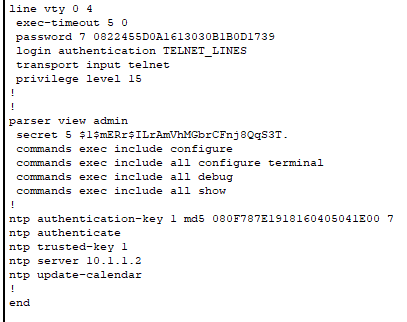 line vty 0 4
 exec-timeout 5 0
 password 7 0822455D0A1613030B1B0D1739
 login authentication TELNET_LINES
 transport input telnet
 privilege level 15
!
!
parser view admin
 secret 5 $1$mERr$ILrAmVhMGbrCFnj8QqS3T.
 commands exec include configure
 commands exec include all configure terminal
 commands exec include all debug
 commands exec include all show
!
ntp authentication-key 1 md5 080F787E1918160405041E00 7
ntp authenticate
ntp trusted-key 1
ntp server 10.1.1.2
ntp update-calendar
!
end